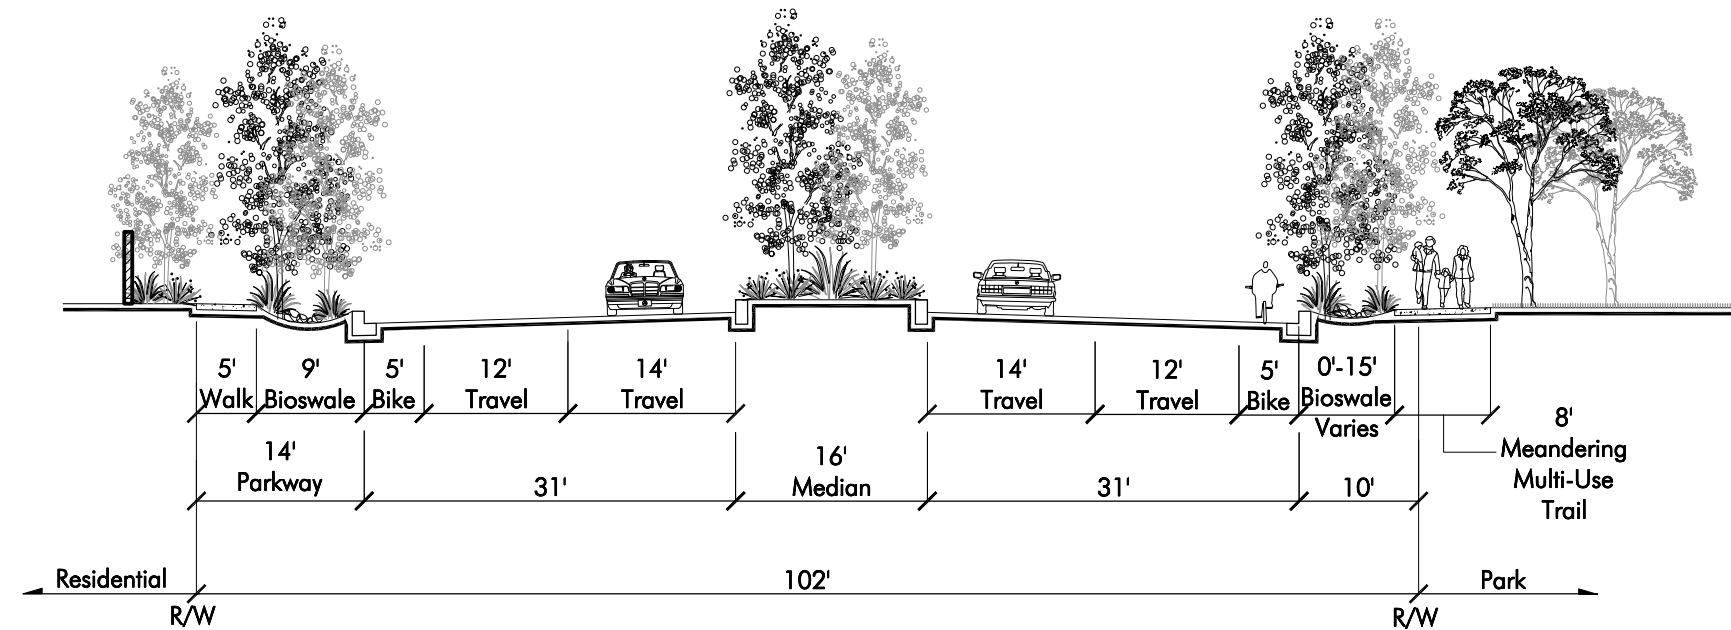 5' 9' 5' 12' 14' 14' 12' 5' 0'-15'
Walk Bioswale Bike Travel Travel Travel Travel Bike Bioswale
Varies
8'
Meandering
Multi-Use
Trail
14'
Parkway
31'
16'
Median
31'
10'
Residential
102'
Park
R/W
R/W